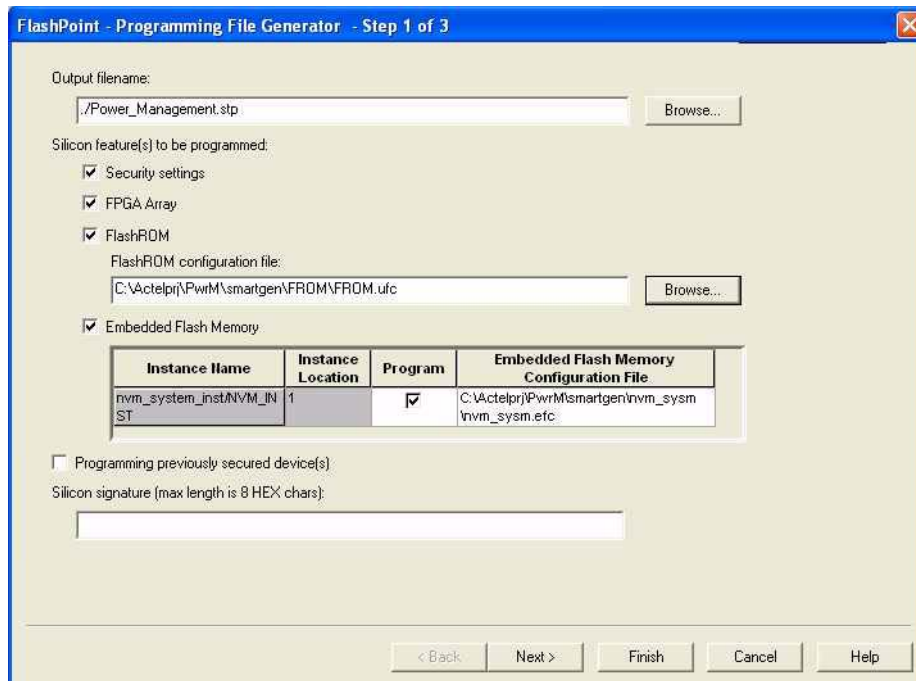 FlashPoint - Programming File Generator - Step 1 of 3
Output filename:
./Power_Management.stp
Browse...
Silicon feature(s) to be programmed:
Security settings
FPGA Array
FlashROM
FlashROM configuration file:
C:\Actelprj\PwrM\smartgen\FROM\FROM.ufc
Browse...
Embedded Flash Memory
Instance Name
Instance
Location
Program
Embedded Flash Memory
Configuration File
nvm_system_inst/NVM_IN
ST
1
C:\Actelprj\PwrM\smartgen\nvm_sysm
\nvm_sysm.efc
Programming previously secured device(s)
Silicon signature (max length is 8 HEX chars):
< Back
Next >
Finish
Cancel
Help